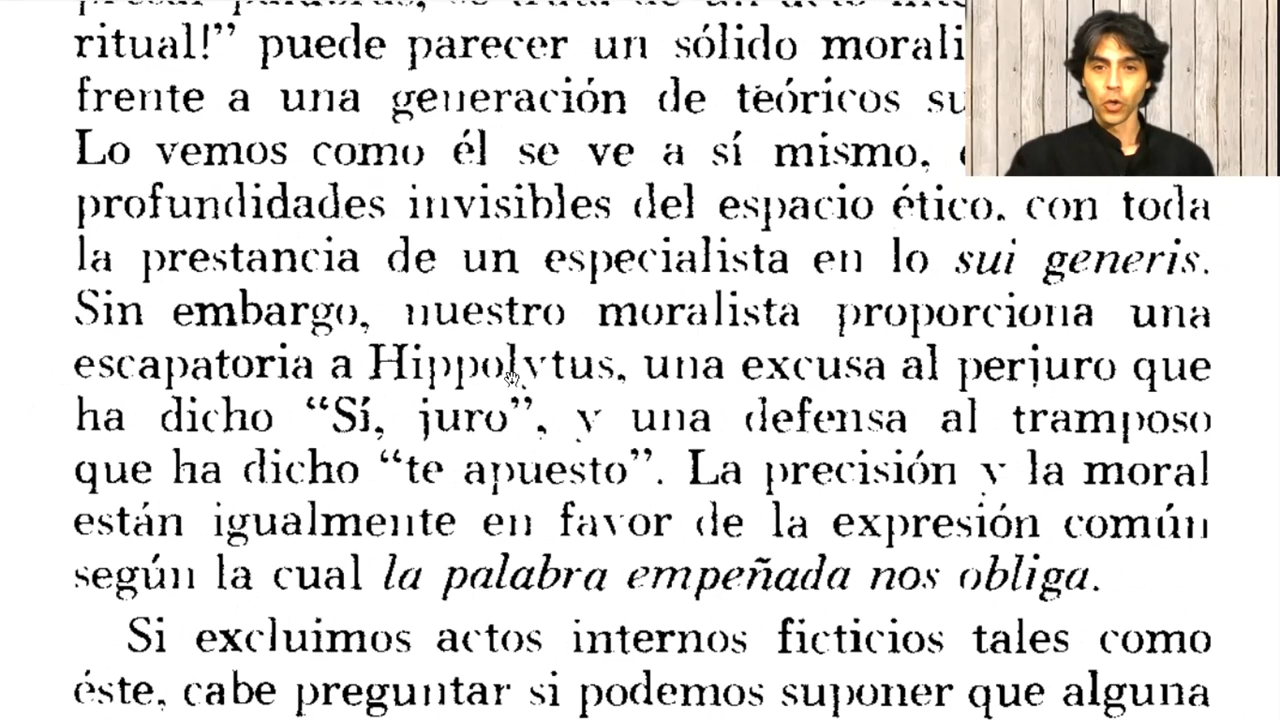 ritual!” puede parecer un sólido
frente a una generación de teóricos
Lo vemos como él se ve a sí mismo,
profundidades invisibles del espacio ético, con toda
la prestancia de un especialista en lo sui generis.
Sin embargo, nuestro moralista proporciona una
escapatoria a Hippolytus, una excusa al perjuro que
ha dicho “Sí, juro”, y una defensa al tramposo
que ha dicho “te apuesto”. La precisión y la moral
están igualmente en favor de la expresión común
según la cual la palabra empeñada nos obliga.
Si excluimos actos internos ficticios tales como
éste, cabe preguntar si podemos suponer que alguna